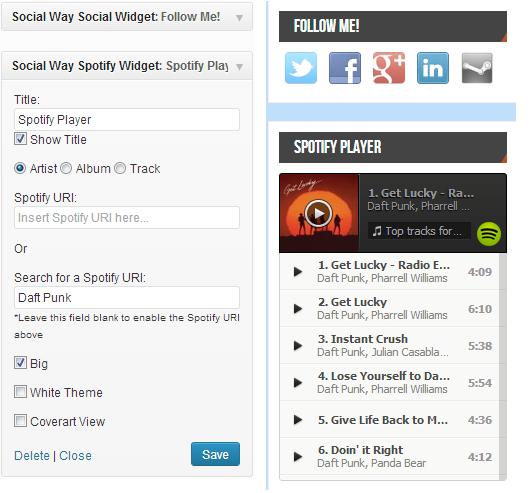 Social Way Social Widget: Follow Me!
Social Way Spotify Widget: Spotify Play
Title:
Spotify Player
Show Title
Artist Album Track
Spotify URI:
Insert Spotify URI here...
Or
Search for a Spotify URI:
Daft Punk
*Leave this field blank to enable the Spotify URI
above
Big
White Theme
Coverart View
Delete | Close
Save
FOLLOW ME!
f
g+
in
SPOTIFY PLAYER
Get Lucky
1. Get Lucky - Ra...
Daft Punk, Pharrell ...
Top tracks for...
1. Get Lucky - Radio E...
Daft Punk, Pharrell Williams
4:09
2. Get Lucky
Daft Punk, Pharrell Williams
6:10
3. Instant Crush
Daft Punk, Julian Casabla...
5:38
4. Lose Yourself to Da...
Daft Punk, Pharrell Williams
5:54
5. Give Life Back to M...
4:36
6. Doin' it Right
Daft Punk, Panda Bear
4:12